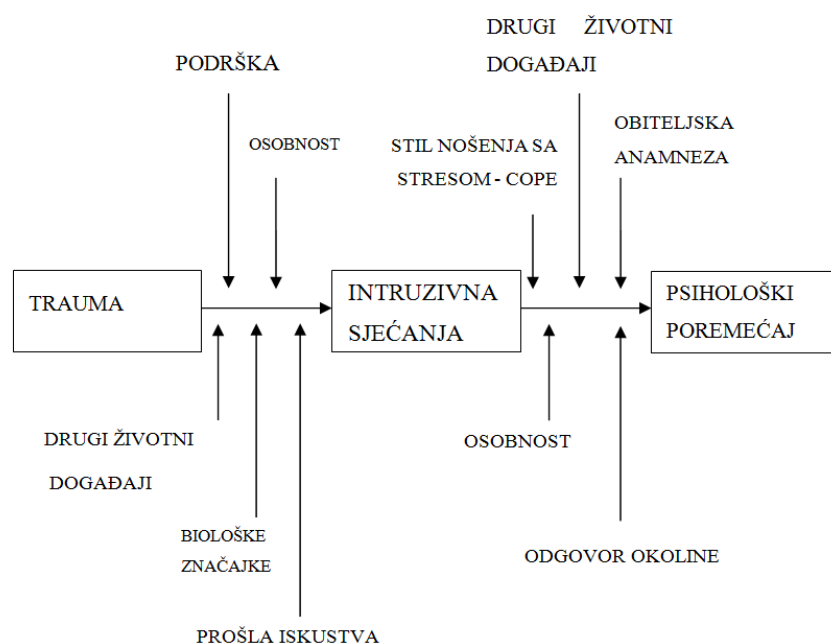 DRUGI ŽIVOTNI
DOGAĐAJI
PODRŠKA
OSOBNOST
STIL NOŠENJA SA
STRESOM - COPE
OBITELJSKA
ANAMNEZA
TRAUMA
INTRUZIVNA
SJEĆANJA
PSIHOLOŠKI
POREMEĆAJ
DRUGI ŽIVOTNI
DOGAĐAJI
OSOBNOST
BIOLOŠKE
ZNAČAJKE
ODGOVOR OKOLINE
PROŠLA ISKUSTVA